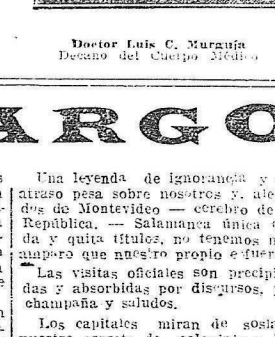 Doctor Luis C. Murguía
Decano del Cuerpo Médico
ARGO
Una leyenda de ignorancia y
atraso pesa sobre nosotros y, ale
dos de Montevideo — cerebro de
República. — Salamanca única
da y quita títulos, no tenemos
amparo que nuestro propio esfuer
Las visitas oficiales son precipi
das y absorbidas por discursos,
champaña y saludos.
Los capitales miran de sosla